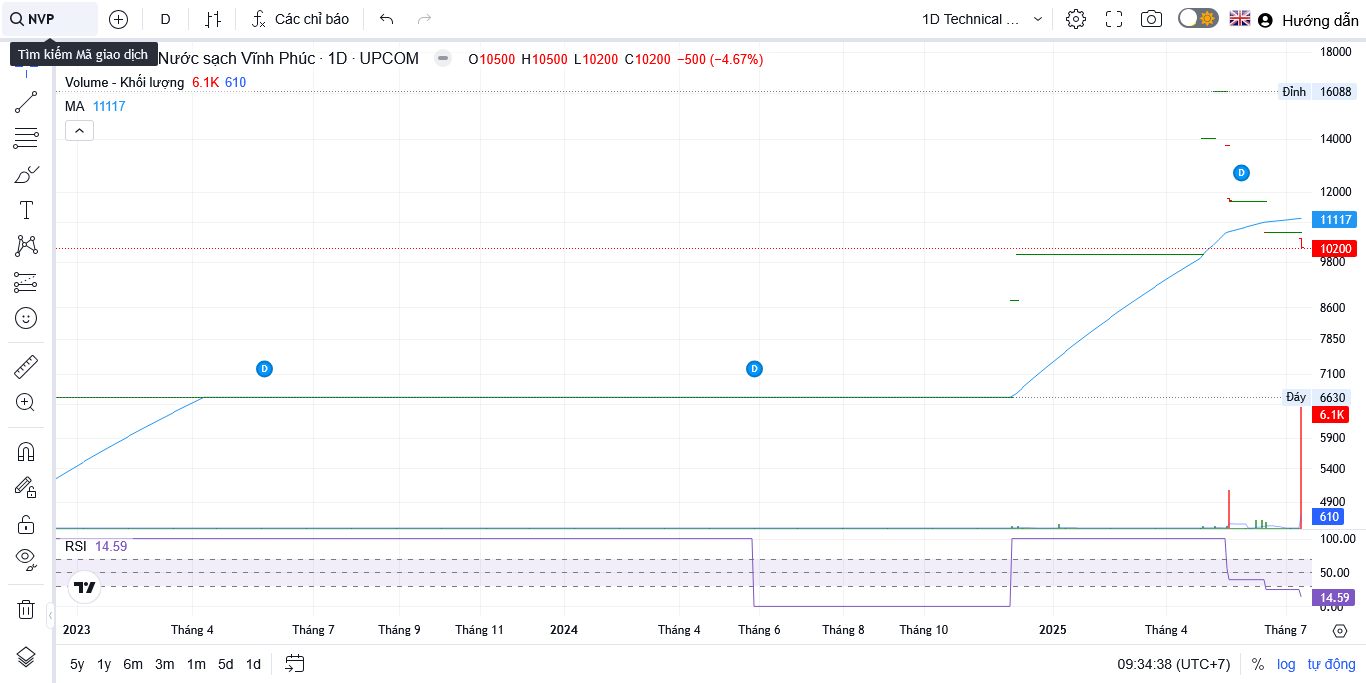 NVP D Các chỉ báo 1D Technical ... Hướng dẫn
Tìm kiếm Mã giao dịch
Nước sạch Vĩnh Phúc · 1D · UPCOM O10500 H10500 L10200 C10200 −500 (−4.67%)
Volume - Khối lượng 6.1K 610
MA 11117
18000
Đỉnh 16088
14000
D
12000
11117
10200
9800
8600
7850
D D
7100
Đáy 6630
6.1K
5900
5400
4900
610
RSI 14.59
100.00
50.00
14.59
0.00
2023 Tháng 4 Tháng 7 Tháng 9 Tháng 11 2024 Tháng 4 Tháng 6 Tháng 8 Tháng 10 2025 Tháng 4 Tháng 7
5y 1y 6m 3m 1m 5d 1d 09:34:38 (UTC+7) % log tự động